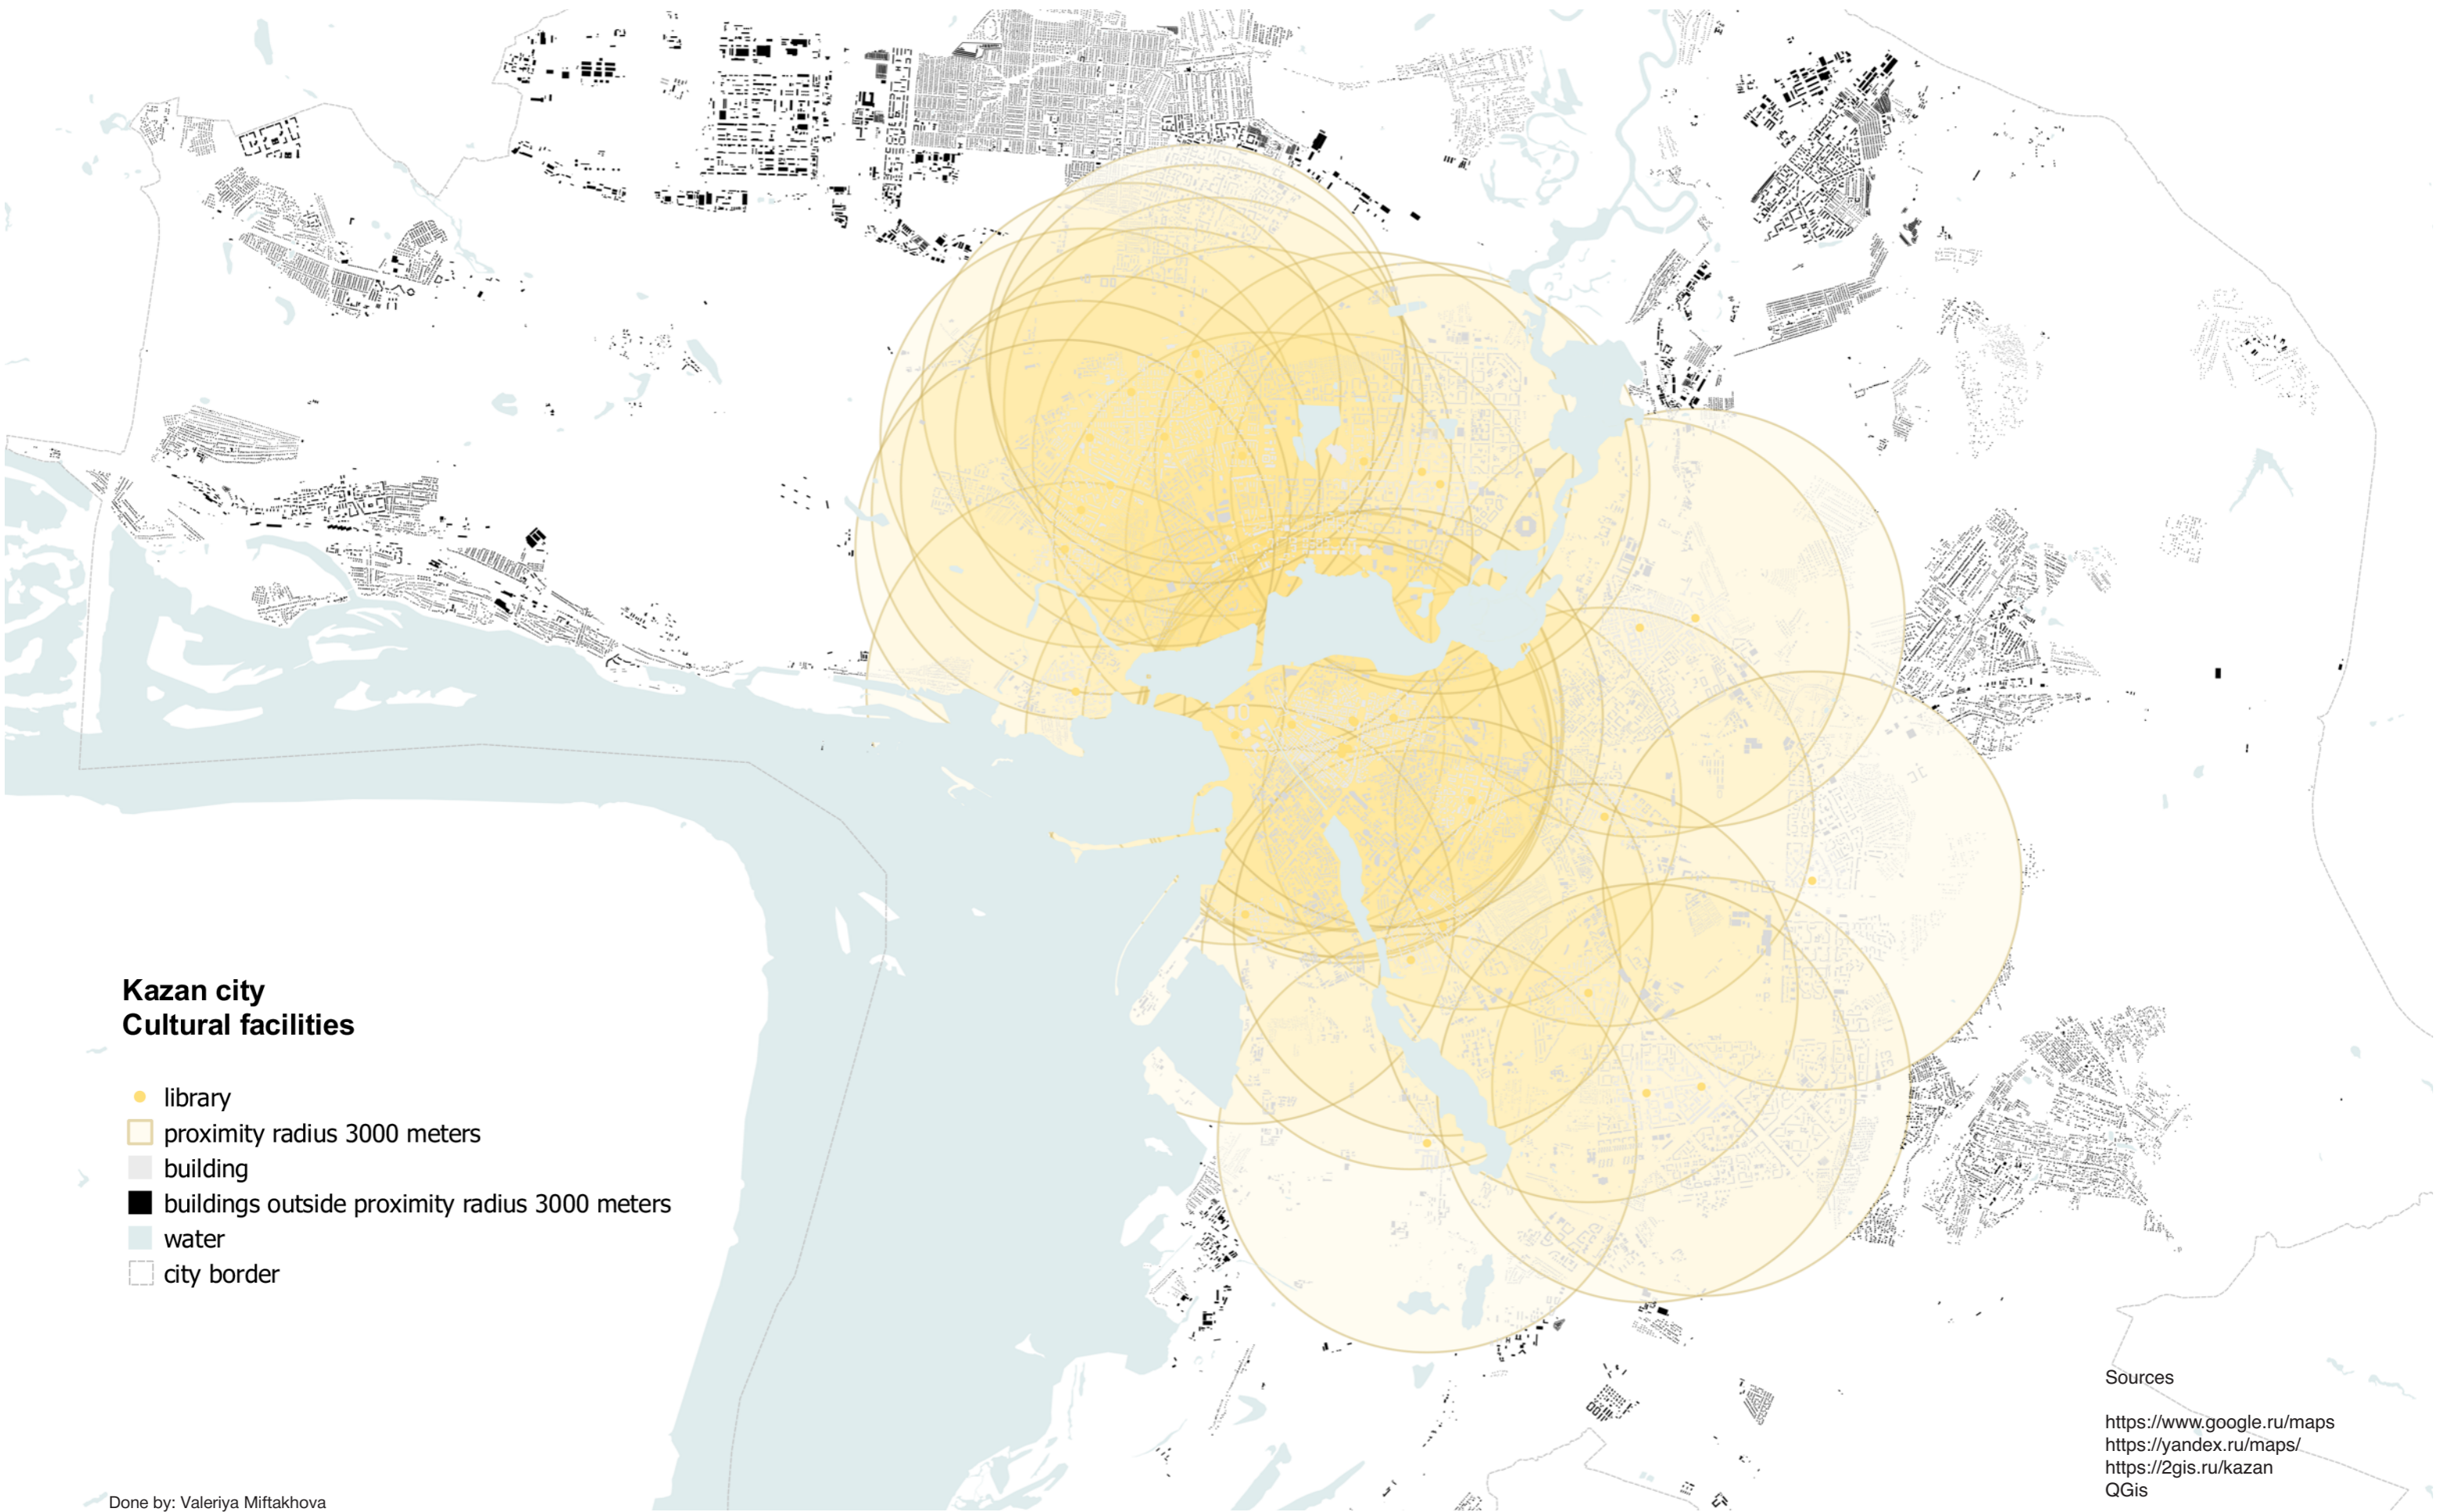 Kazan city
Cultural facilities
library
proximity radius 3000 meters
building
buildings outside proximity radius 3000 meters
water
city border
Sources
https://www.google.ru/maps
https://yandex.ru/maps/
https://2gis.ru/kazan
QGis
Done by: Valeriya Miftakhova